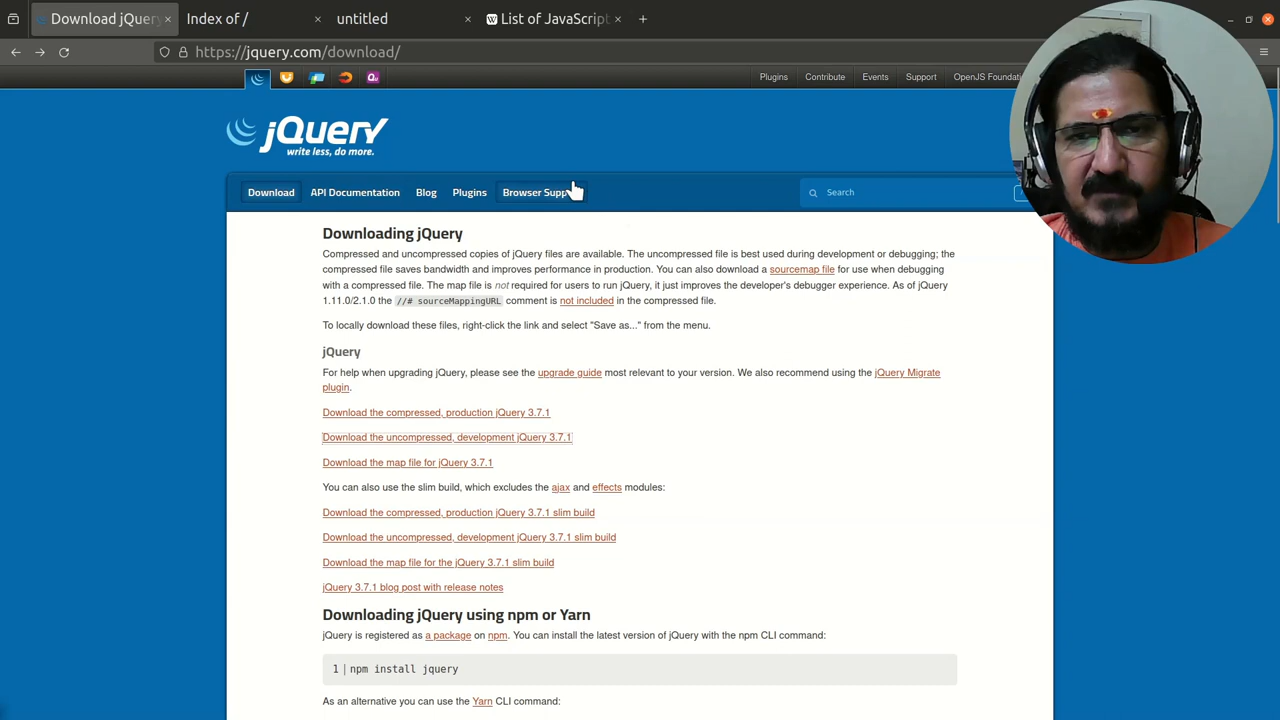 Download jQuery
Index of /
untitled
List of JavaScript
https://jquery.com/download/
Plugins
Contribute
Events
Support
OpenJS Foundati
jQuery
write less, do more.
Download
API Documentation
Blog
Plugins
Browser Supp
Search
Downloading jQuery
Compressed and uncompressed copies of jQuery files are available. The uncompressed file is best used during development or debugging; the
compressed file saves bandwidth and improves performance in production. You can also download a sourcemap file for use when debugging
with a compressed file. The map file is not required for users to run jQuery, it just improves the developer's debugger experience. As of jQuery
1.11.0/2.1.0 the //# sourceMappingURL comment is not included in the compressed file.
To locally download these files, right-click the link and select "Save as..." from the menu.
jQuery
For help when upgrading jQuery, please see the upgrade guide most relevant to your version. We also recommend using the jQuery Migrate
plugin.
Download the compressed, production jQuery 3.7.1
Download the uncompressed, development jQuery 3.7.1
Download the map file for jQuery 3.7.1
You can also use the slim build, which excludes the ajax and effects modules:
Download the compressed, production jQuery 3.7.1 slim build
Download the uncompressed, development jQuery 3.7.1 slim build
Download the map file for the jQuery 3.7.1 slim build
jQuery 3.7.1 blog post with release notes
Downloading jQuery using npm or Yarn
jQuery is registered as a package on npm. You can install the latest version of jQuery with the npm CLI command:
1 npm install jquery
As an alternative you can use the Yarn CLI command: